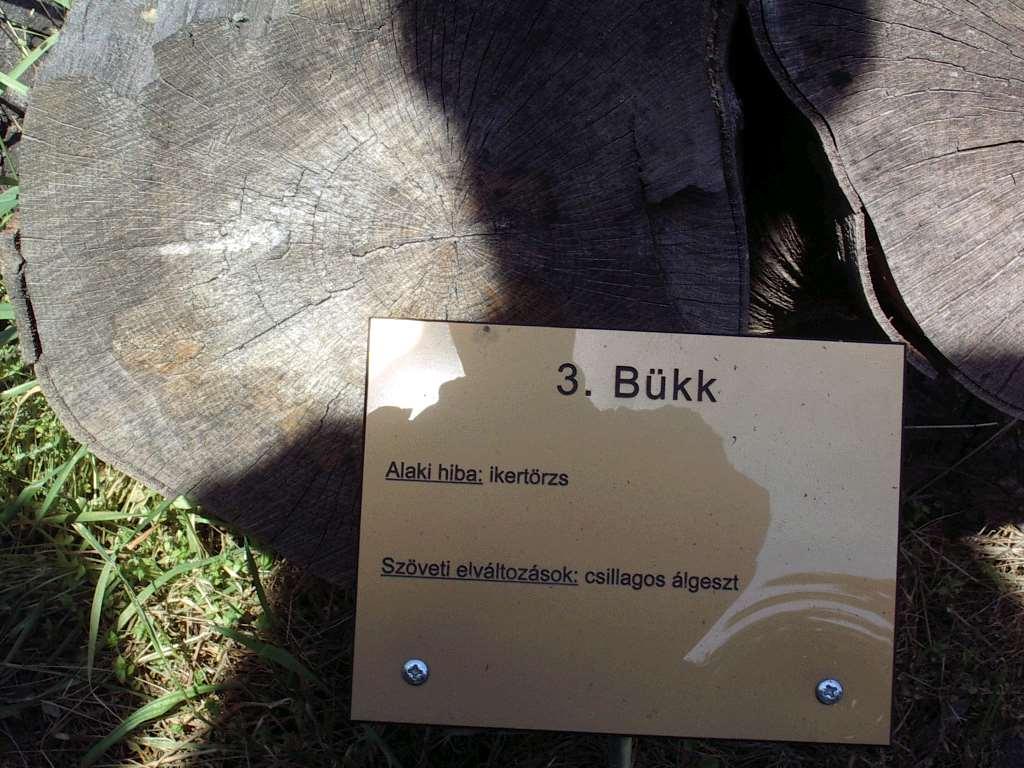 3. Bükk
Alaki hiba: ikertörzs
Szöveti elváltozások: csillagos álgeszt